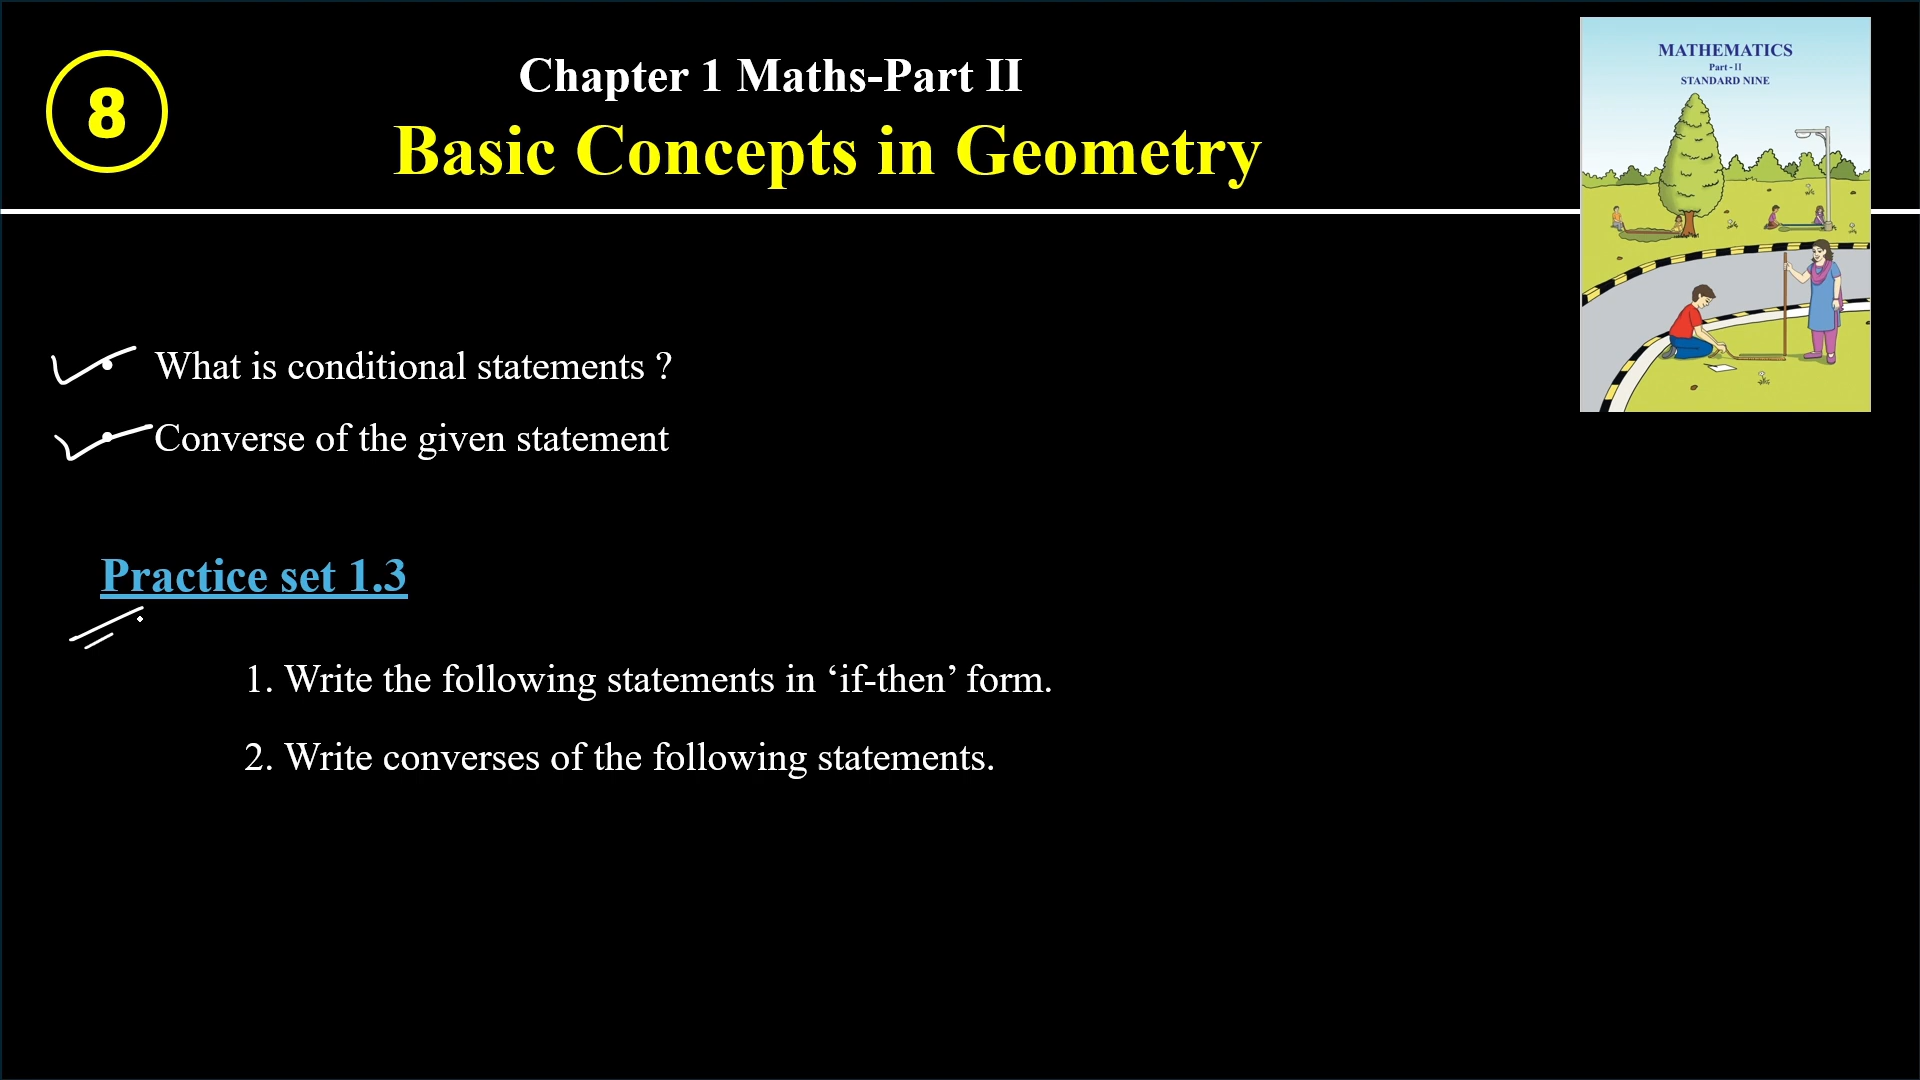 8
Chapter 1 Maths-Part II
Basic Concepts in Geometry
MATHEMATICS
Part - II
STANDARD NINE
• What is conditional statements ?
• Converse of the given statement
Practice set 1.3
1. Write the following statements in ‘if-then’ form.
2. Write converses of the following statements.